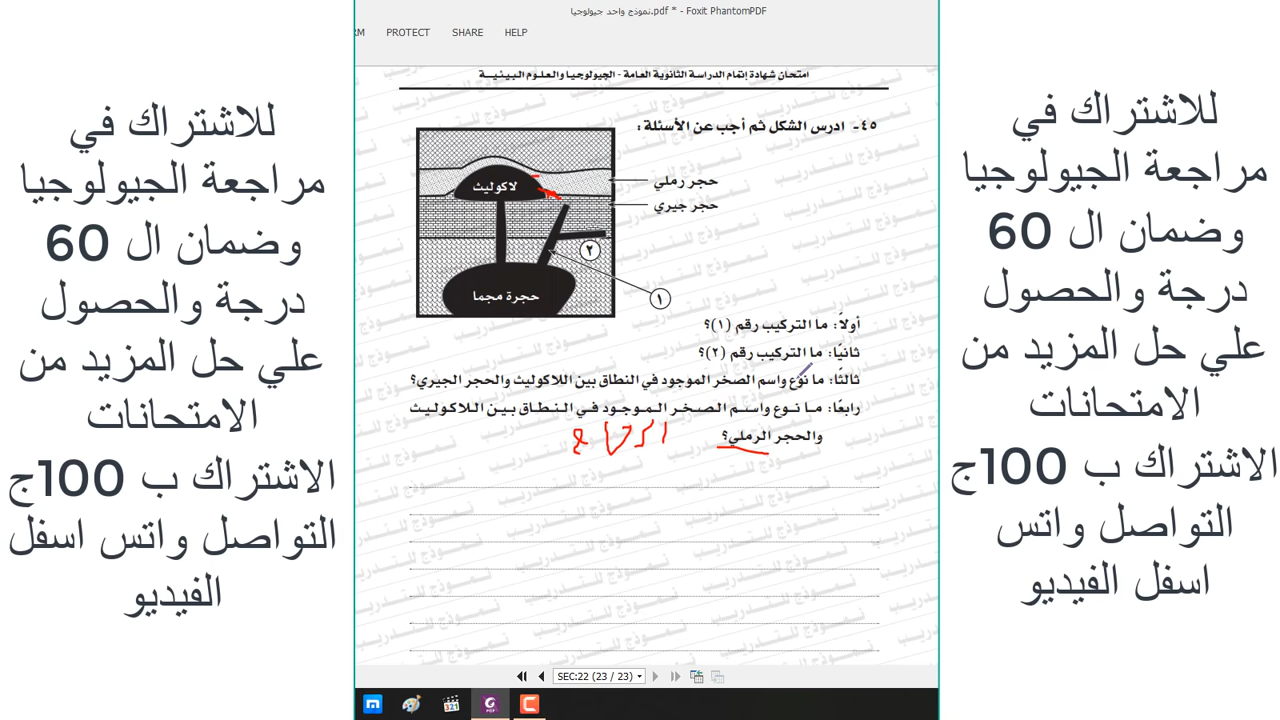 نموذج واحد جيولوجيا.pdf * - Foxit PhantomPDF
RM PROTECT SHARE HELP
امتحان شهادة إتمام الدراسة الثانوية العامة - الجيولوجيا والعلوم البيئيــة
٤٥- ادرس الشكل ثم أجب عن الأسئلة :
لاكوليث
حجر رملي
حجر جيري
٢
حجرة مجما
١
أولاً: ما التركيب رقم (١)؟
ثانيًا: ما التركيب رقم (٢)؟
ثالثًا: ما نوع واسم الصخر الموجود في النطاق بين اللاكوليث والحجر الجيري؟
رابعًا: ما نوع واسم الصخر الموجود في النطاق بين اللاكوليث
والحجر الرملي؟
SEC:22 (23 / 23)
نموذج للتدريب
للاشتراك في
مراجعة الجيولوجيا
وضمان ال 60
درجة والحصول
علي حل المزيد من
الامتحانات
الاشتراك ب 100ج
التواصل واتس اسفل
الفيديو
للاشتراك في
مراجعة الجيولوجيا
وضمان ال 60
درجة والحصول
علي حل المزيد من
الامتحانات
الاشتراك ب 100ج
التواصل واتس
اسفل الفيديو